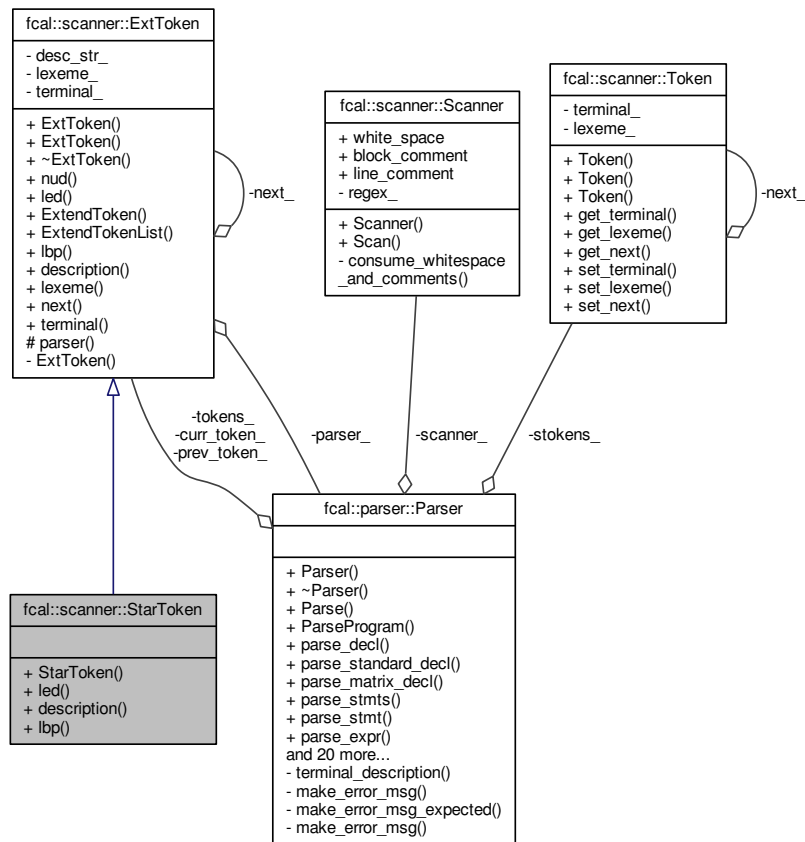 fcal::scanner::ExtToken
- desc_str_
- lexeme_
- terminal_
+ ExtToken()
+ ExtToken()
+ ~ExtToken()
+ nud()
+ led()
+ ExtendToken()
+ ExtendTokenList()
+ lbp()
+ description()
+ lexeme()
+ next()
+ terminal()
# parser()
- ExtToken()
-next_
fcal::scanner::Scanner
+ white_space
+ block_comment
+ line_comment
- regex_
+ Scanner()
+ Scan()
- consume_whitespace
_and_comments()
fcal::scanner::Token
- terminal_
- lexeme_
+ Token()
+ Token()
+ Token()
+ get_terminal()
+ get_lexeme()
+ get_next()
+ set_terminal()
+ set_lexeme()
+ set_next()
-next_
-tokens_
-curr_token_
-prev_token_
-parser_
-scanner_
-stokens_
fcal::parser::Parser
+ Parser()
+ ~Parser()
+ Parse()
+ ParseProgram()
+ parse_decl()
+ parse_standard_decl()
+ parse_matrix_decl()
+ parse_stmts()
+ parse_stmt()
+ parse_expr()
and 20 more...
- terminal_description()
- make_error_msg()
- make_error_msg_expected()
- make_error_msg()
fcal::scanner::StarToken
+ StarToken()
+ led()
+ description()
+ lbp()